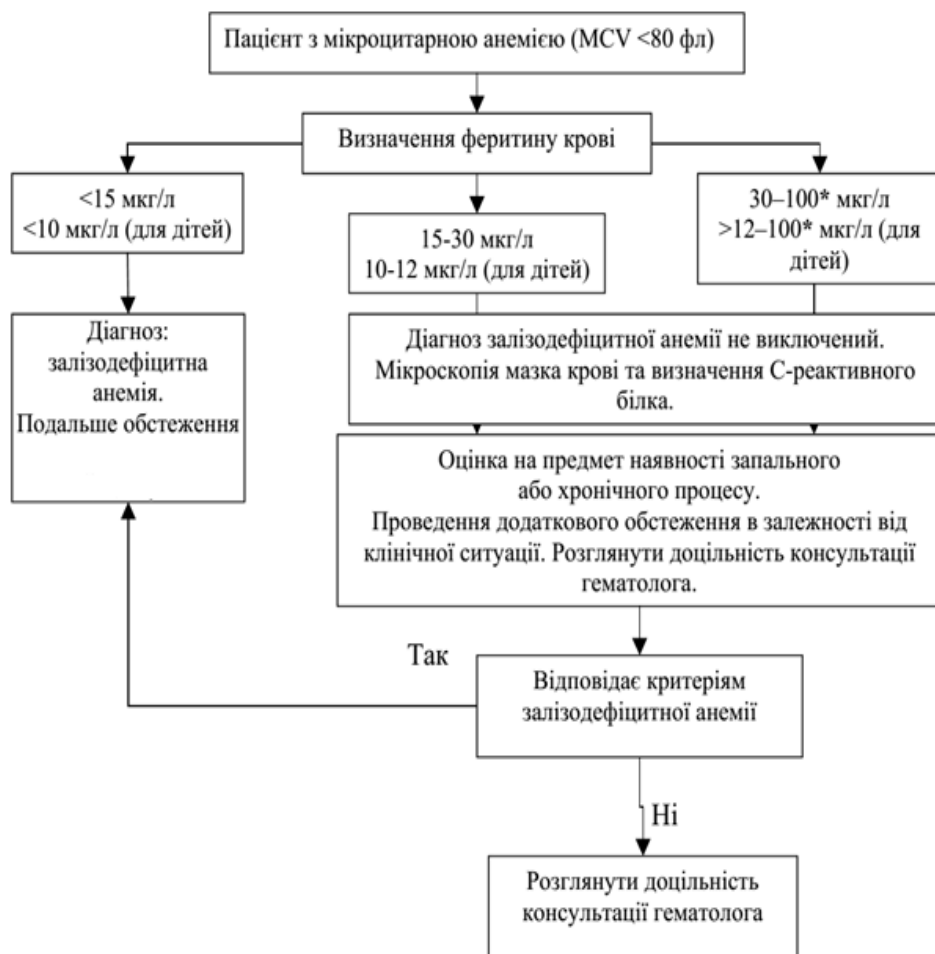 Пацієнт з мікроцитарною анемією (MCV <80 фл)
Визначення феритину крові
<15 мкг/л
<10 мкг/л (для дітей)
15-30 мкг/л
10-12 мкг/л (для дітей)
30–100* мкг/л
>12–100* мкг/л (для
дітей)
Діагноз:
залізодефіцитна
анемія.
Подальше обстеження
Діагноз залізодефіцитної анемії не виключений.
Мікроскопія мазка крові та визначення С-реактивного
білка.
Оцінка на предмет наявності запального
або хронічного процесу.
Проведення додаткового обстеження в залежності від
клінічної ситуації. Розглянути доцільність консультації
гематолога.
Так
Відповідає критеріям
залізодефіцитної анемії
Ні
Розглянути доцільність
консультації гематолога